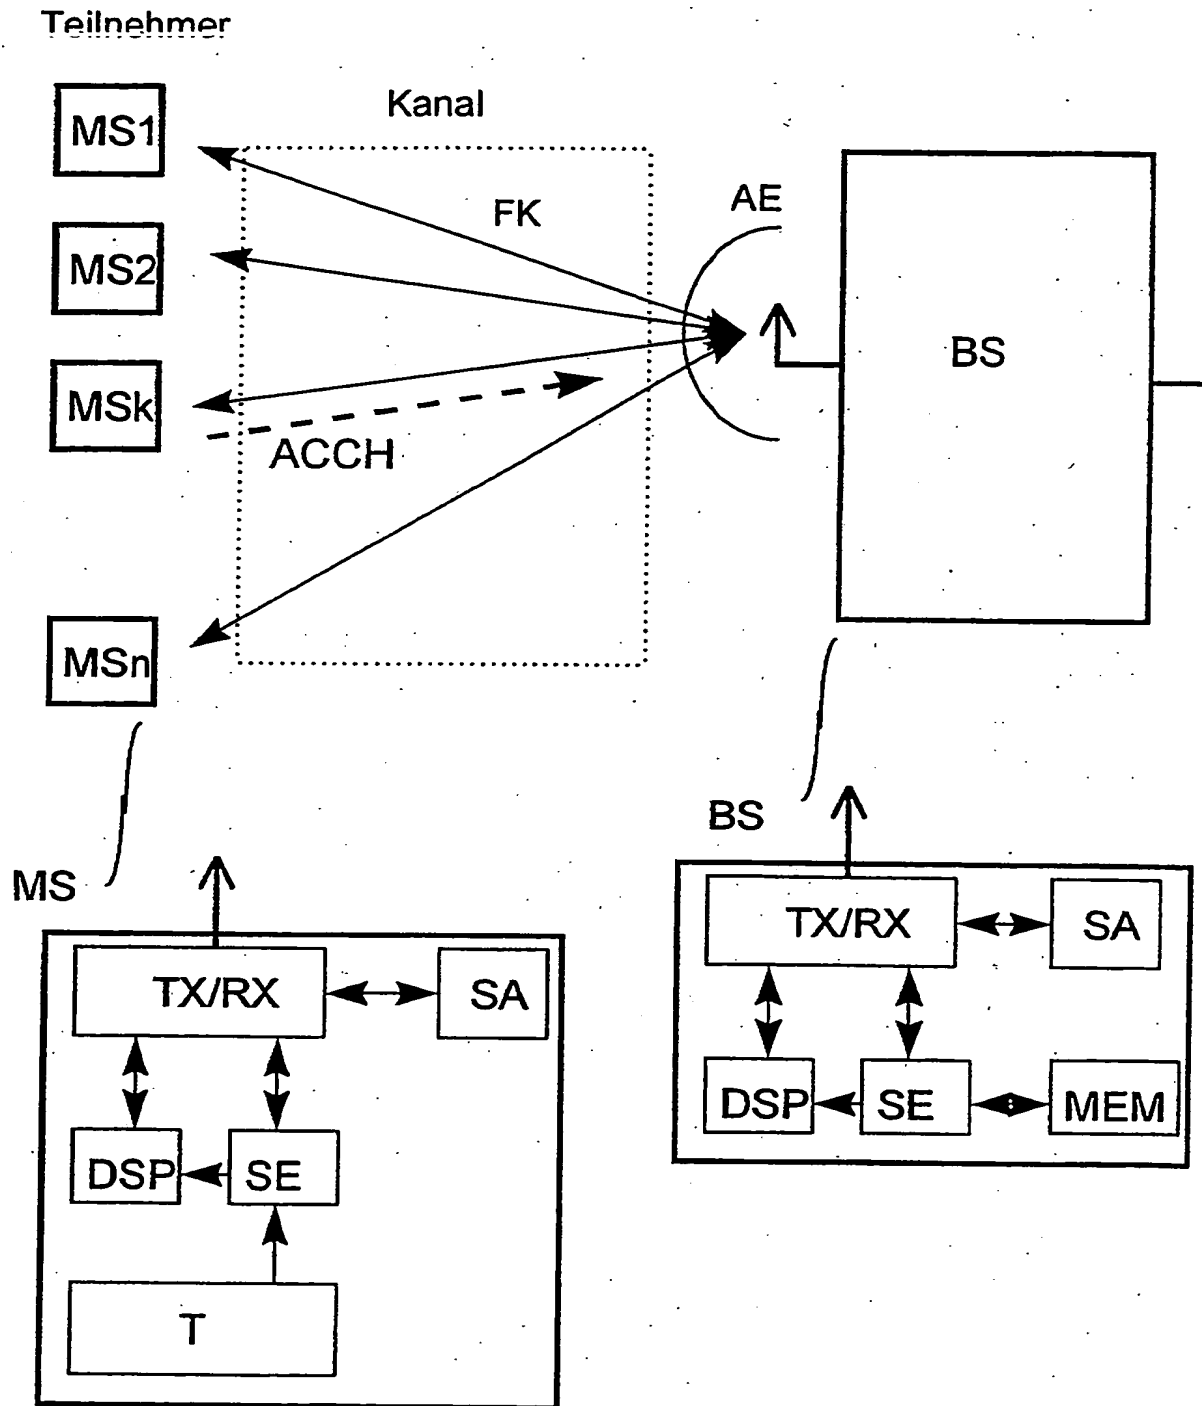 Teilnehmer
MS1
Kanal
FK
AE
MS2
BS
MSk
ACCH
MSn
BS
MS
TX/RX
SA
TX/RX
SA
DSP
SE
MEM
DSP
SE
T